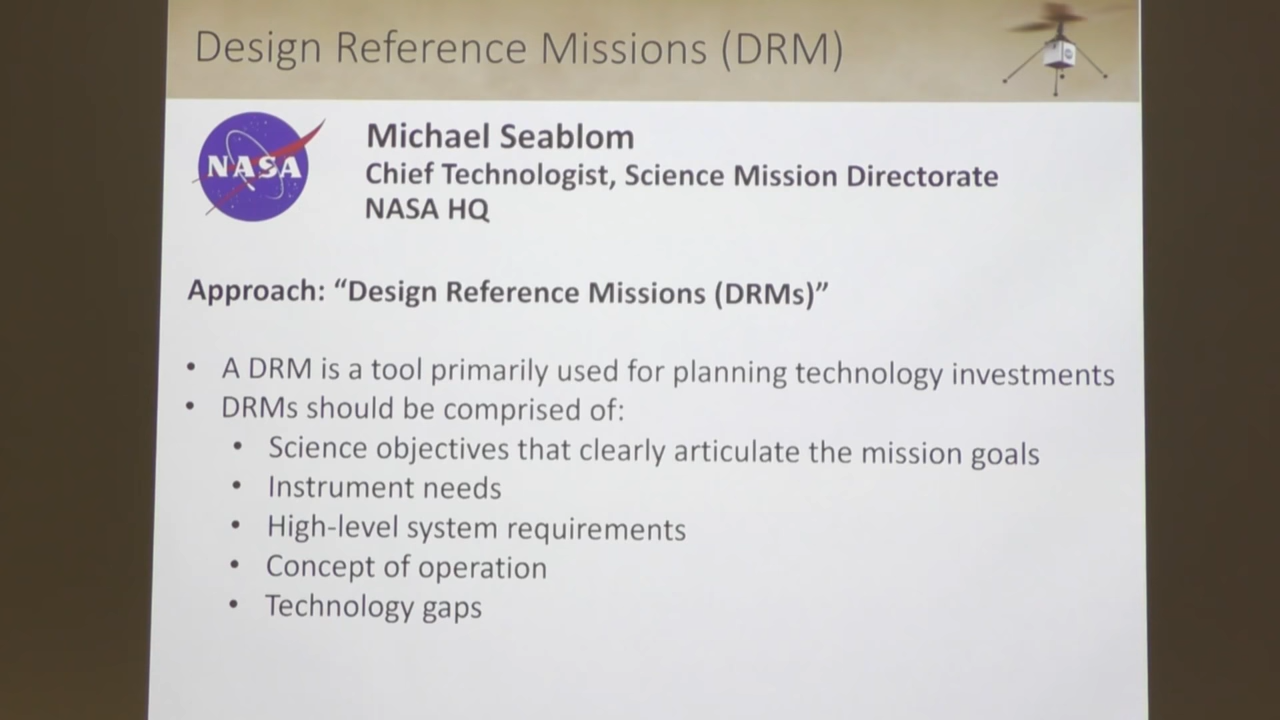 Design Reference Missions (DRM)
NASA
Michael Seablom
Chief Technologist, Science Mission Directorate
NASA HQ
Approach: “Design Reference Missions (DRMs)”
• A DRM is a tool primarily used for planning technology investments
• DRMs should be comprised of:
• Science objectives that clearly articulate the mission goals
• Instrument needs
• High-level system requirements
• Concept of operation
• Technology gaps